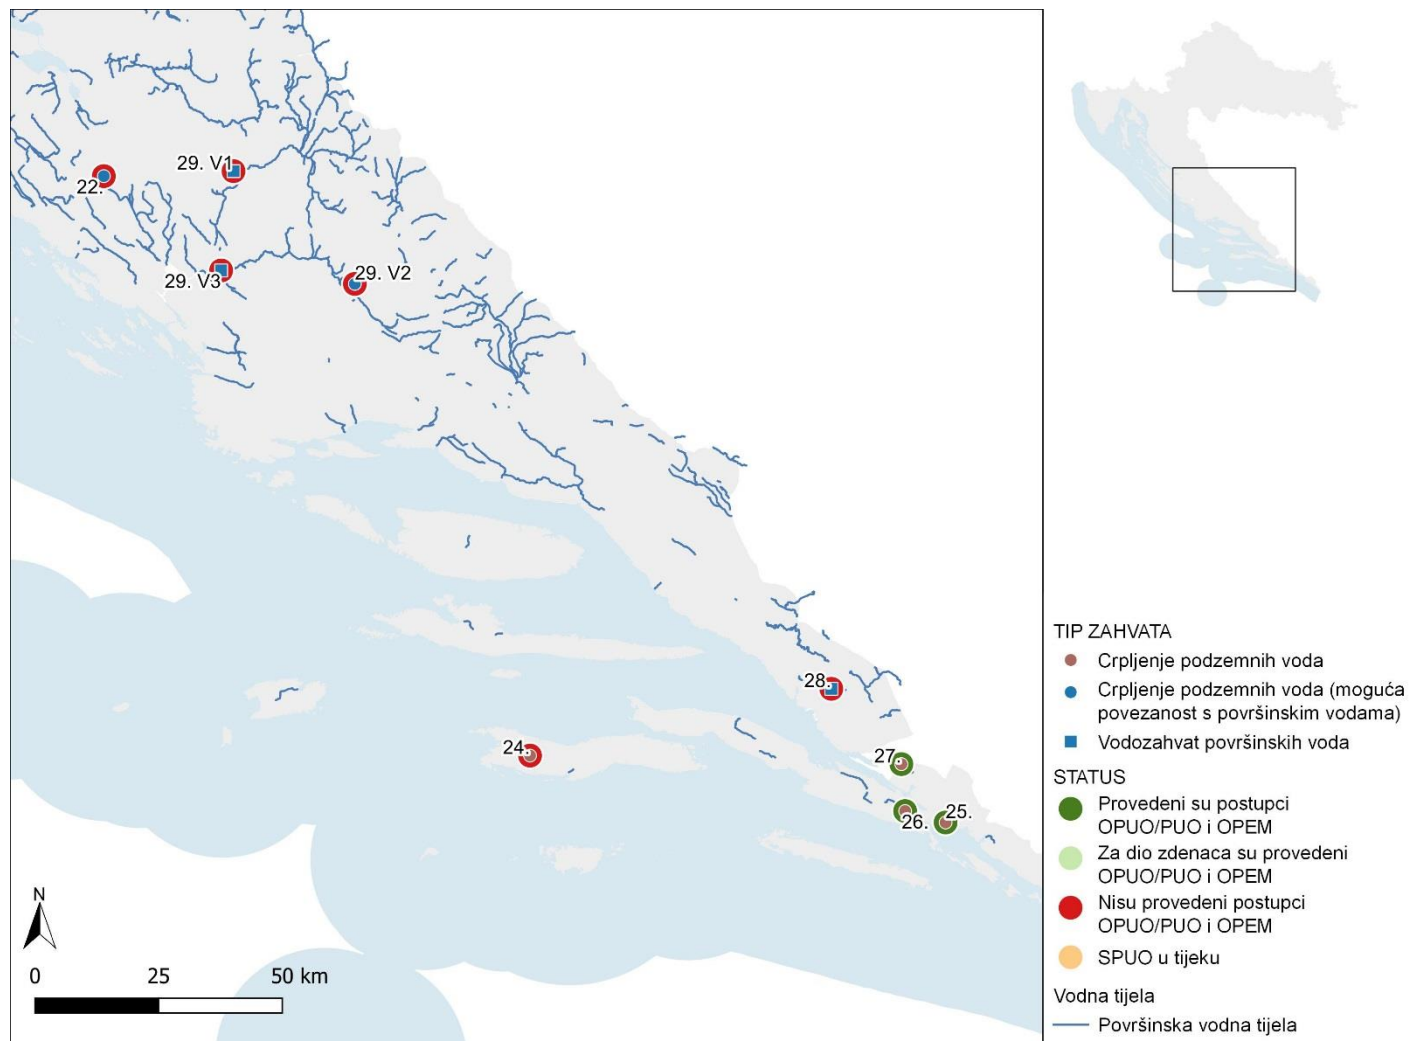 29. V1
22.
29. V3
29. V2
28.
24.
27.
26.
25.
N
0 25 50 km
TIP ZAHVATA
Crpljenje podzemnih voda
Crpljenje podzemnih voda (moguća
povezanost s površinskim vodama)
Vodozahvat površinskih voda
STATUS
Provedeni su postupci
OPUO/PUO i OPEM
Za dio zdenaca su provedeni
OPUO/PUO i OPEM
Nisu provedeni postupci
OPUO/PUO i OPEM
SPUO u tijeku
Vodna tijela
Površinska vodna tijela